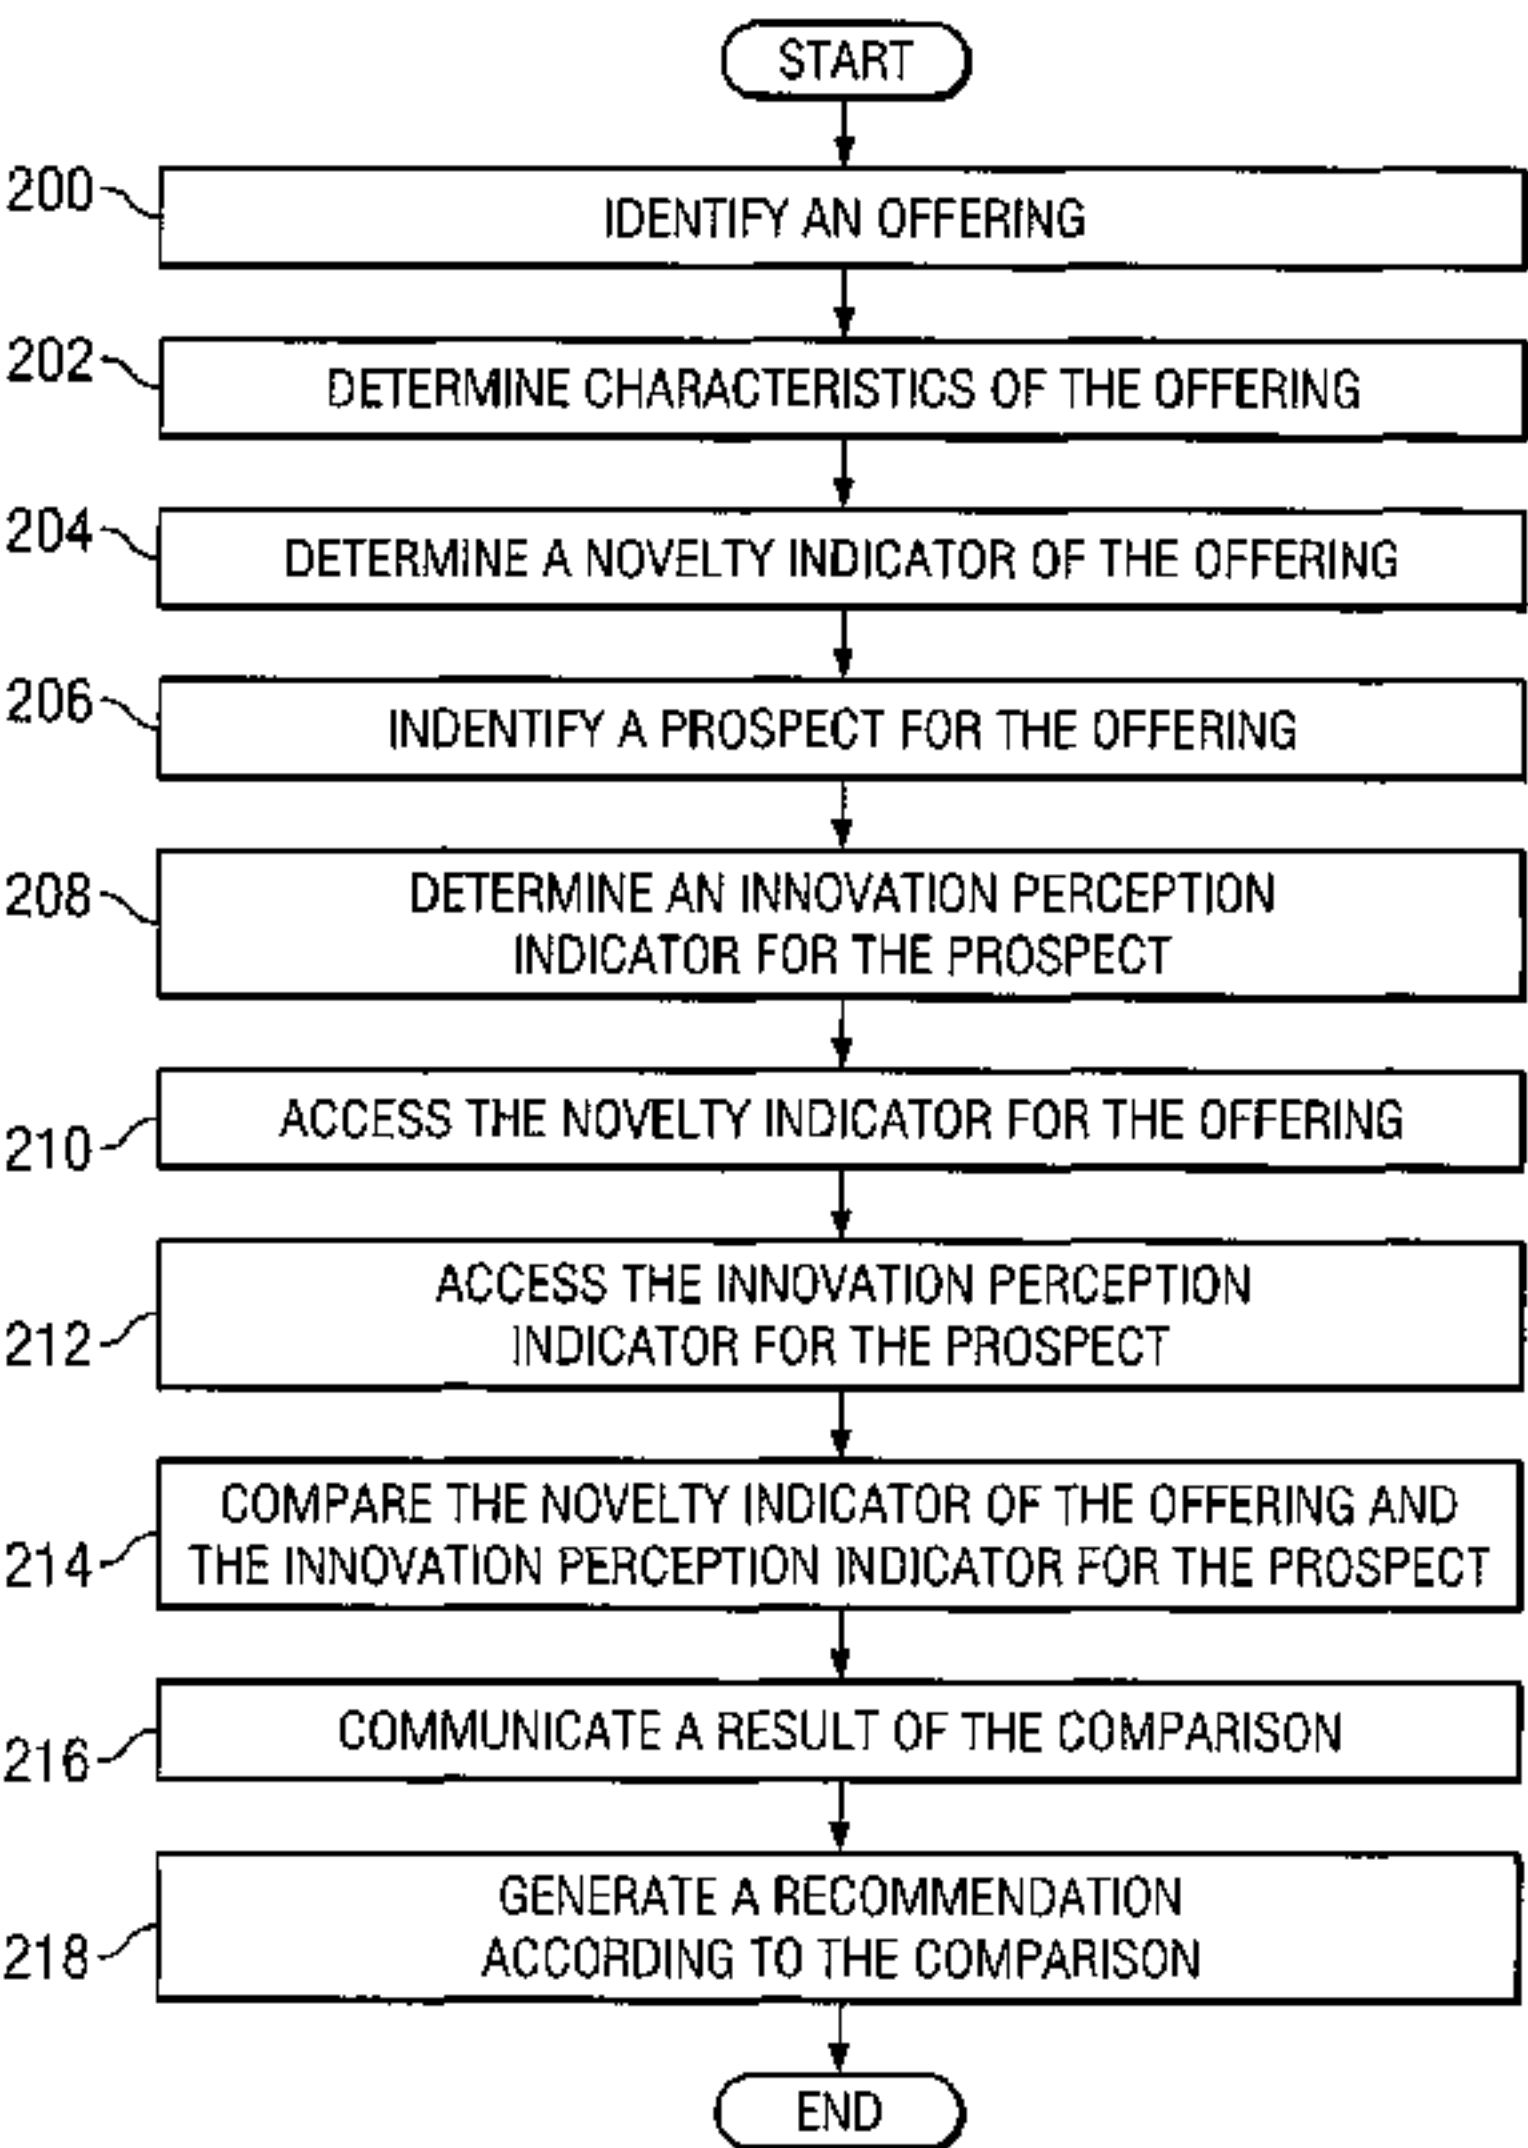 START
200
IDENTIFY AN OFFERING
202
DETERMINE CHARACTERISTICS OF THE OFFERING
204
DETERMINE A NOVELTY INDICATOR OF THE OFFERING
206
INDENTIFY A PROSPECT FOR THE OFFERING
208
DETERMINE AN INNOVATION PERCEPTION
INDICATOR FOR THE PROSPECT
210
ACCESS THE NOVELTY INDICATOR FOR THE OFFERING
212
ACCESS THE INNOVATION PERCEPTION
INDICATOR FOR THE PROSPECT
214
COMPARE THE NOVELTY INDICATOR OF THE OFFERING AND
THE INNOVATION PERCEPTION INDICATOR FOR THE PROSPECT
216
COMMUNICATE A RESULT OF THE COMPARISON
218
GENERATE A RECOMMENDATION
ACCORDING TO THE COMPARISON
END